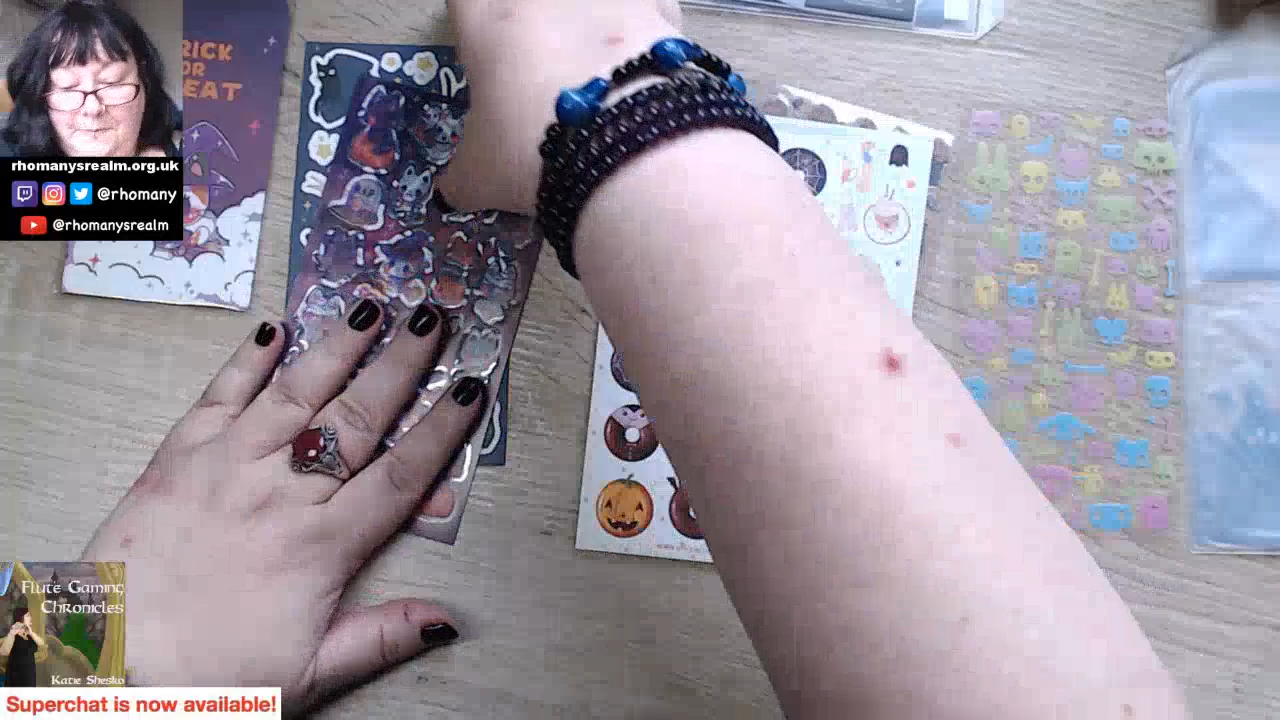 RICK
OR
EAT
rhomanysrealm.org.uk
@rhomany
@rhomanysrealm
Flute Gaming
Chronicles
Katie Shesko
Superchat is now available!